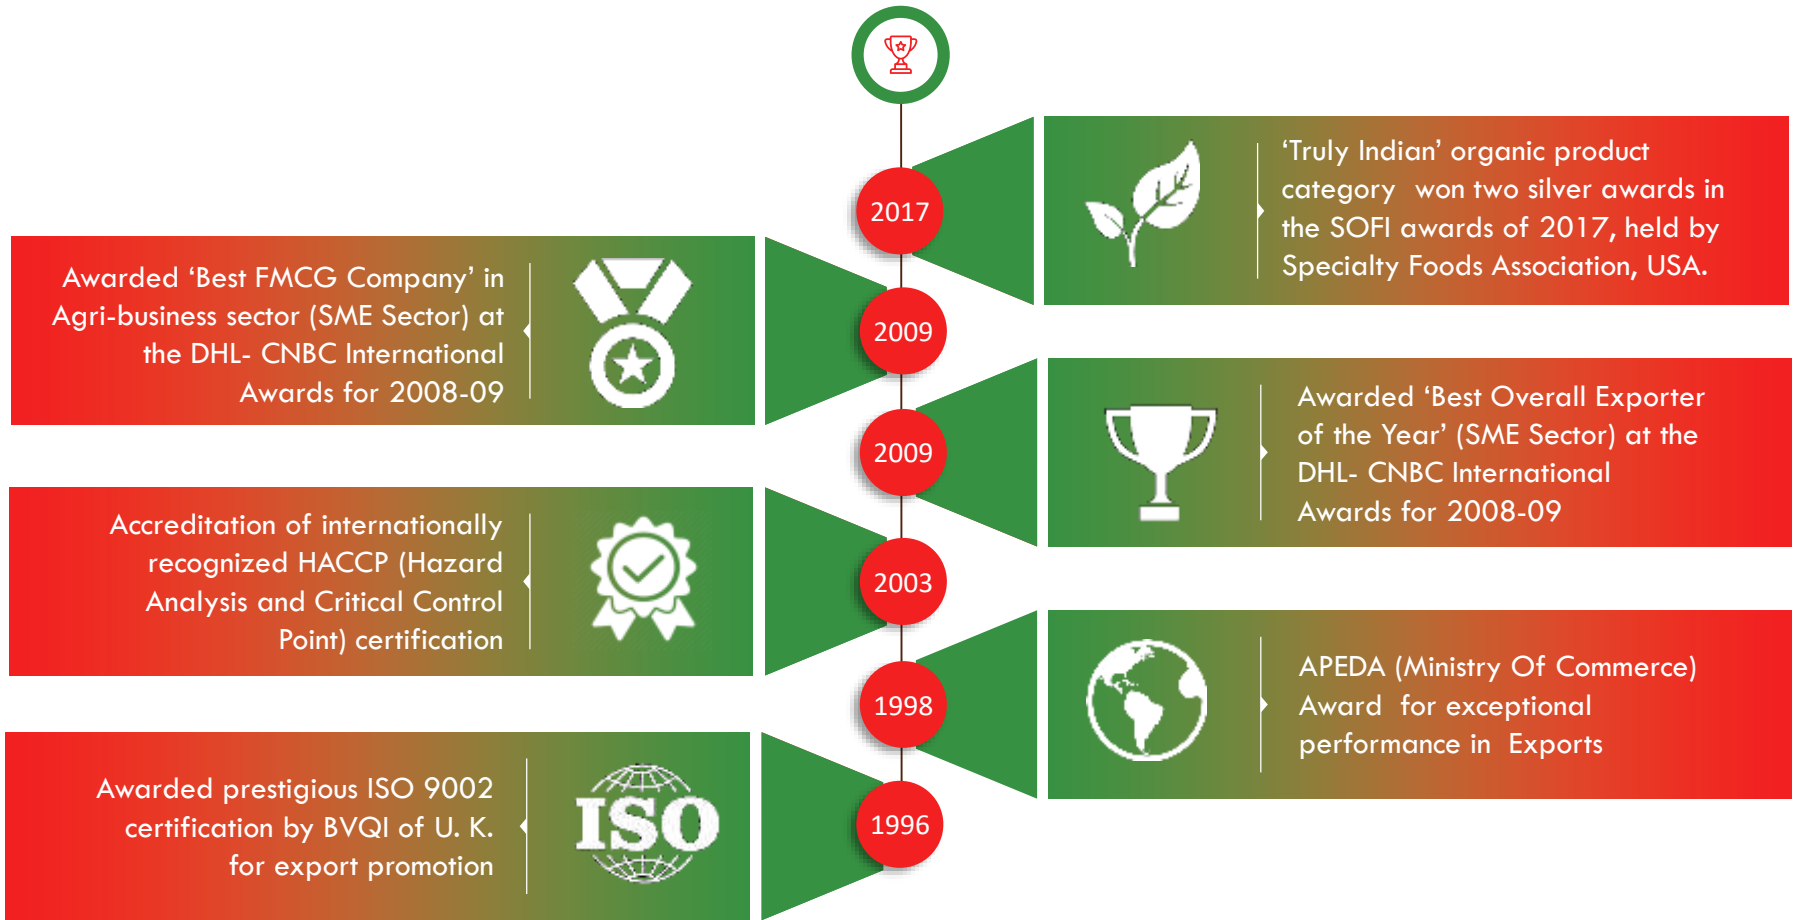 2017
‘Truly Indian’ organic product
category won two silver awards in
the SOFI awards of 2017, held by
Specialty Foods Association, USA.
Awarded ‘Best FMCG Company’ in
Agri-business sector (SME Sector) at
the DHL- CNBC International
Awards for 2008-09
2009
2009
Awarded ‘Best Overall Exporter
of the Year’ (SME Sector) at the
DHL- CNBC International
Awards for 2008-09
Accreditation of internationally
recognized HACCP (Hazard
Analysis and Critical Control
Point) certification
2003
1998
APEDA (Ministry Of Commerce)
Award for exceptional
performance in Exports
Awarded prestigious ISO 9002
certification by BVQI of U. K.
for export promotion
ISO
1996